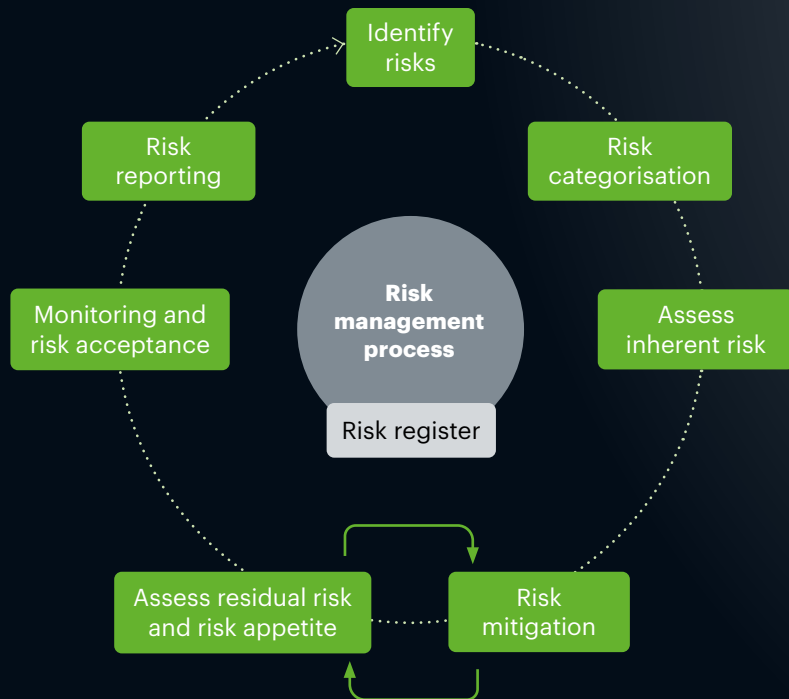 Identify
risks
Risk
categorisation
Assess
inherent risk
Risk
mitigation
Assess residual risk
and risk appetite
Monitoring and
risk acceptance
Risk
reporting
Risk
management
process
Risk register